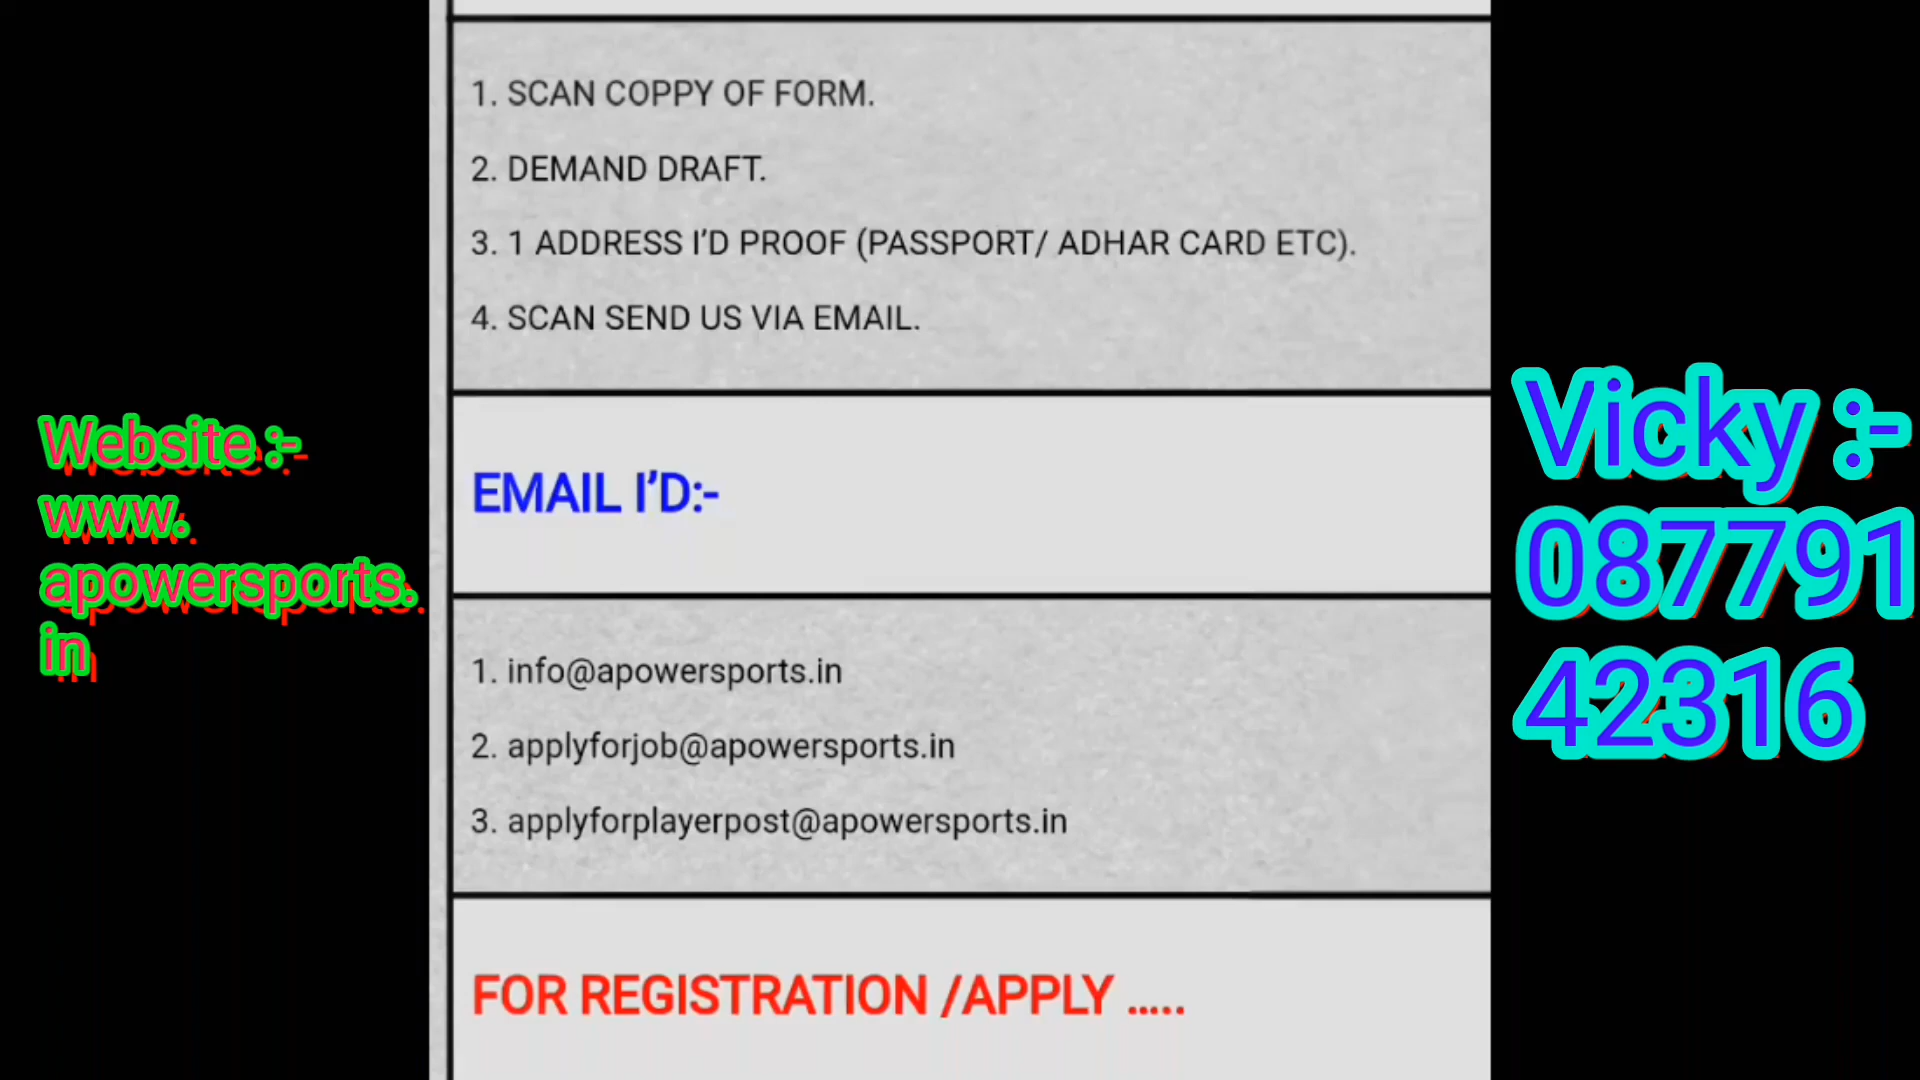 1. SCAN COPPY OF FORM.
2. DEMAND DRAFT.
3. 1 ADDRESS I’D PROOF (PASSPORT/ ADHAR CARD ETC).
4. SCAN SEND US VIA EMAIL.
EMAIL I’D:-
1. info@apowersports.in
2. applyforjob@apowersports.in
3. applyforplayerpost@apowersports.in
FOR REGISTRATION /APPLY .....
Website :-
www.
apowersports.
in
Vicky :-
087791
42316